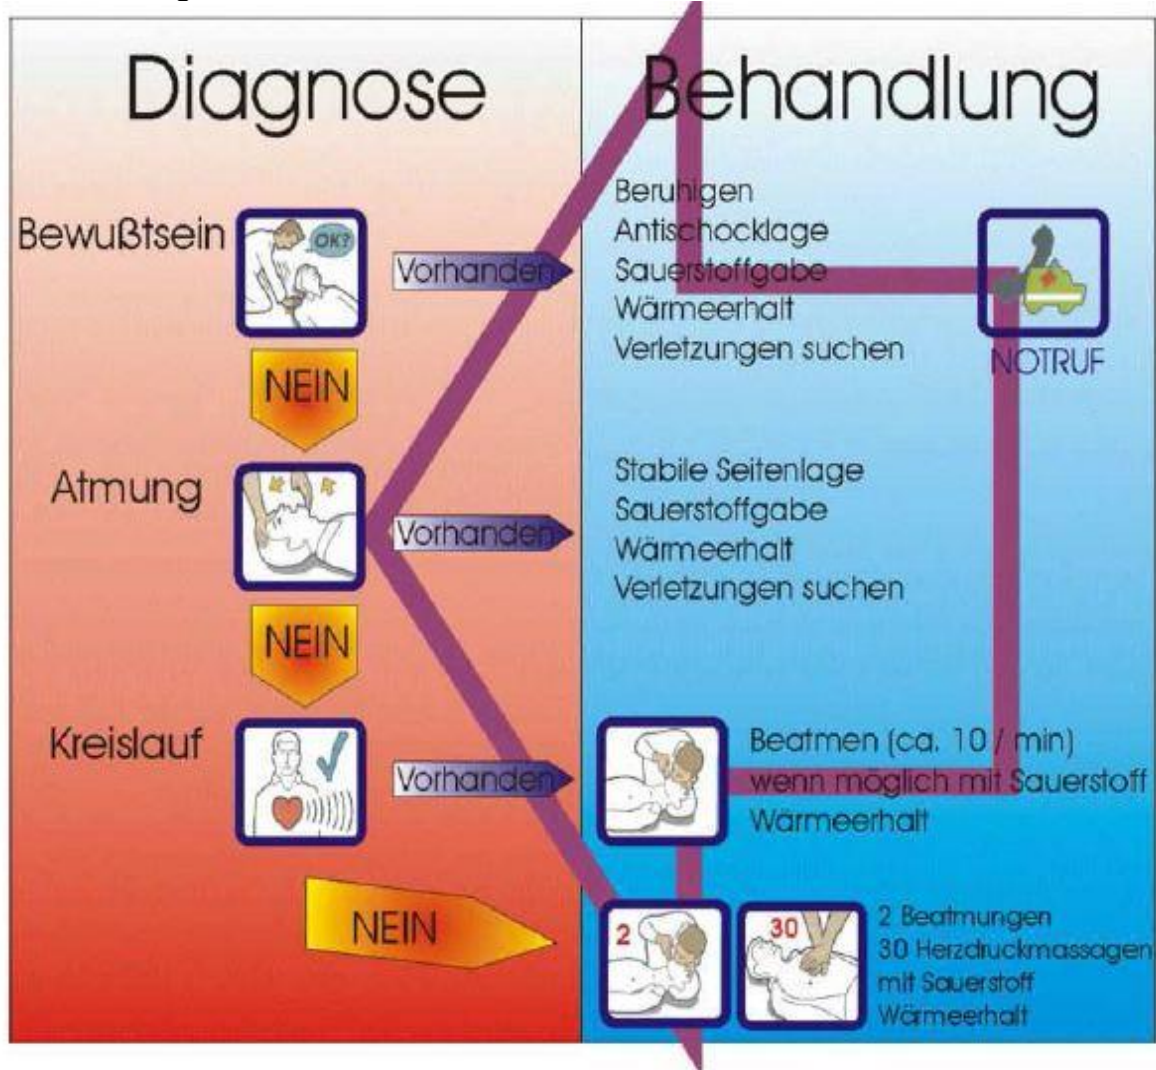 Diagnose
Behandlung
Bewußtsein
OK?
Vorhanden
Beruhigen
Antischocklage
Sauerstoffgabe
Wärmeerhalt
Verletzungen suchen
NOTRUF
NEIN
Atmung
Vorhanden
Stabile Seitenlage
Sauerstoffgabe
Wärmeerhalt
Verletzungen suchen
NEIN
Kreislauf
Vorhanden
Beatmen (ca. 10 / min)
wenn möglich mit Sauerstoff
Wärmeerhalt
NEIN
2
30
2 Beatmungen
30 Herzdruckmassagen
mit Sauerstoff
Wärmeerhalt